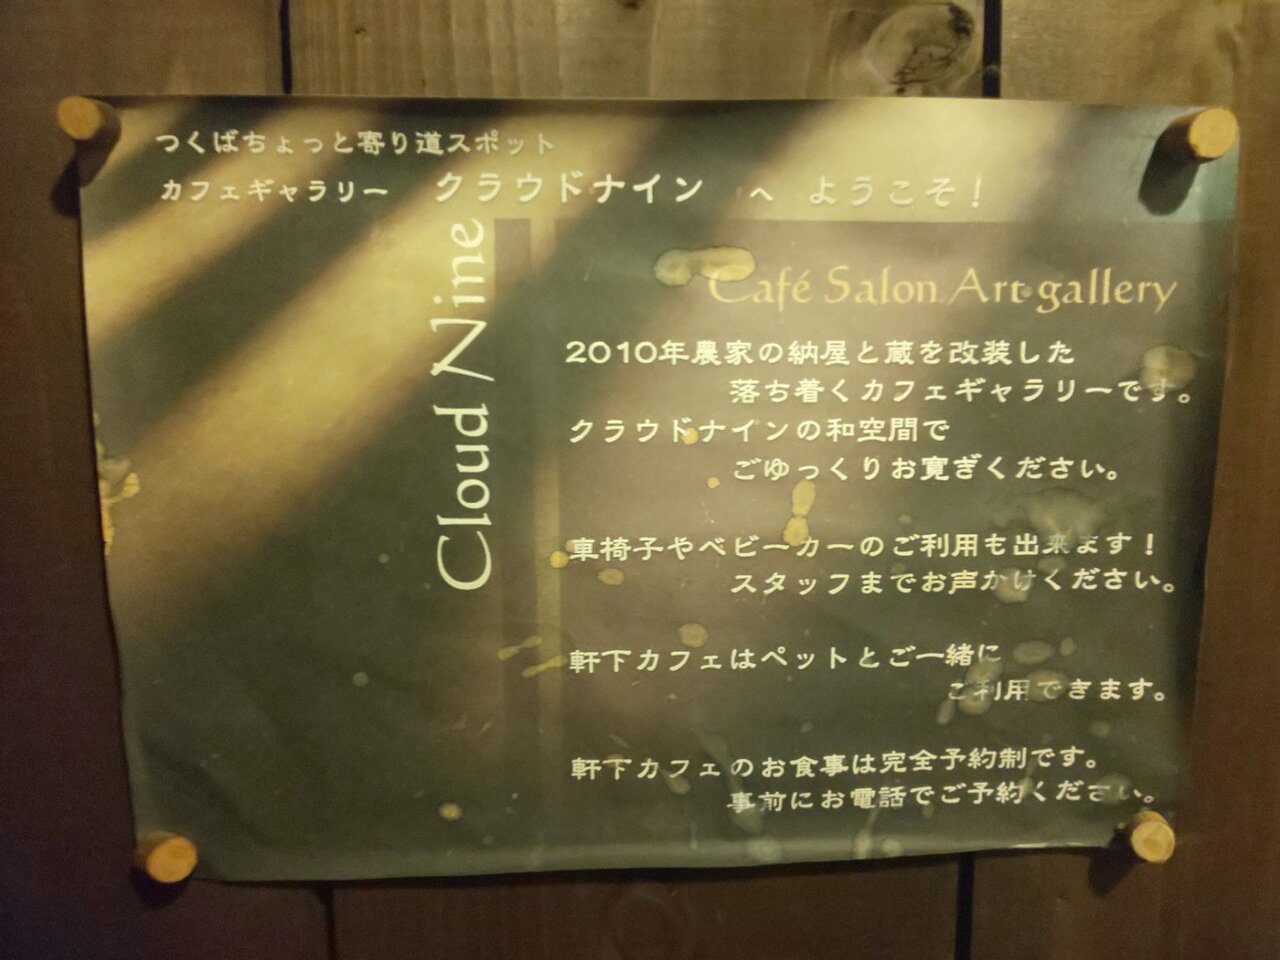 つくばちょっと寄り道スポット
カフェギャラリー クラウドナイン へ ようこそ!
Cloud Nine
Café Salon Art gallery
2010年農家の納屋と蔵を改装した
落ち着くカフェギャラリーです。
クラウドナインの和空間で
ごゆっくりお寛ぎください。
車椅子やベビーカーのご利用も出来ます!
スタッフまでお声かけください。
軒下カフェはペットとご一緒に
ご利用できます。
軒下カフェのお食事は完全予約制です。
事前にお電話でご予約ください。